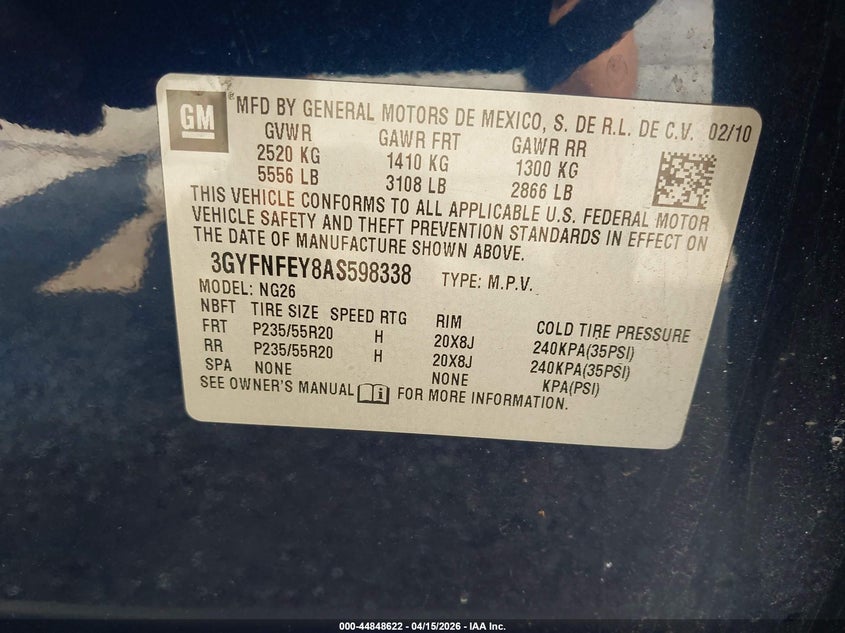 GM ® MFD BY GENERAL MOTORS DE MEXICO, S. DE R.L. DE C.V. 02/10
GVWR GAWR FRT GAWR RR
2520 KG 1410 KG 1300 KG
5556 LB 3108 LB 2866 LB
THIS VEHICLE CONFORMS TO ALL APPLICABLE U.S. FEDERAL MOTOR
VEHICLE SAFETY AND THEFT PREVENTION STANDARDS IN EFFECT ON
THE DATE OF MANUFACTURE SHOWN ABOVE.
3GYFNFEY8AS598338 TYPE: M.P.V.
MODEL: NG26
NBFT TIRE SIZE SPEED RTG RIM COLD TIRE PRESSURE
FRT P235/55R20 H 20X8J 240KPA(35PSI)
RR P235/55R20 H 20X8J 240KPA(35PSI)
SPA NONE NONE KPA(PSI)
SEE OWNER'S MANUAL i FOR MORE INFORMATION.
000-44848622 - 04/15/2026 - IAA Inc.